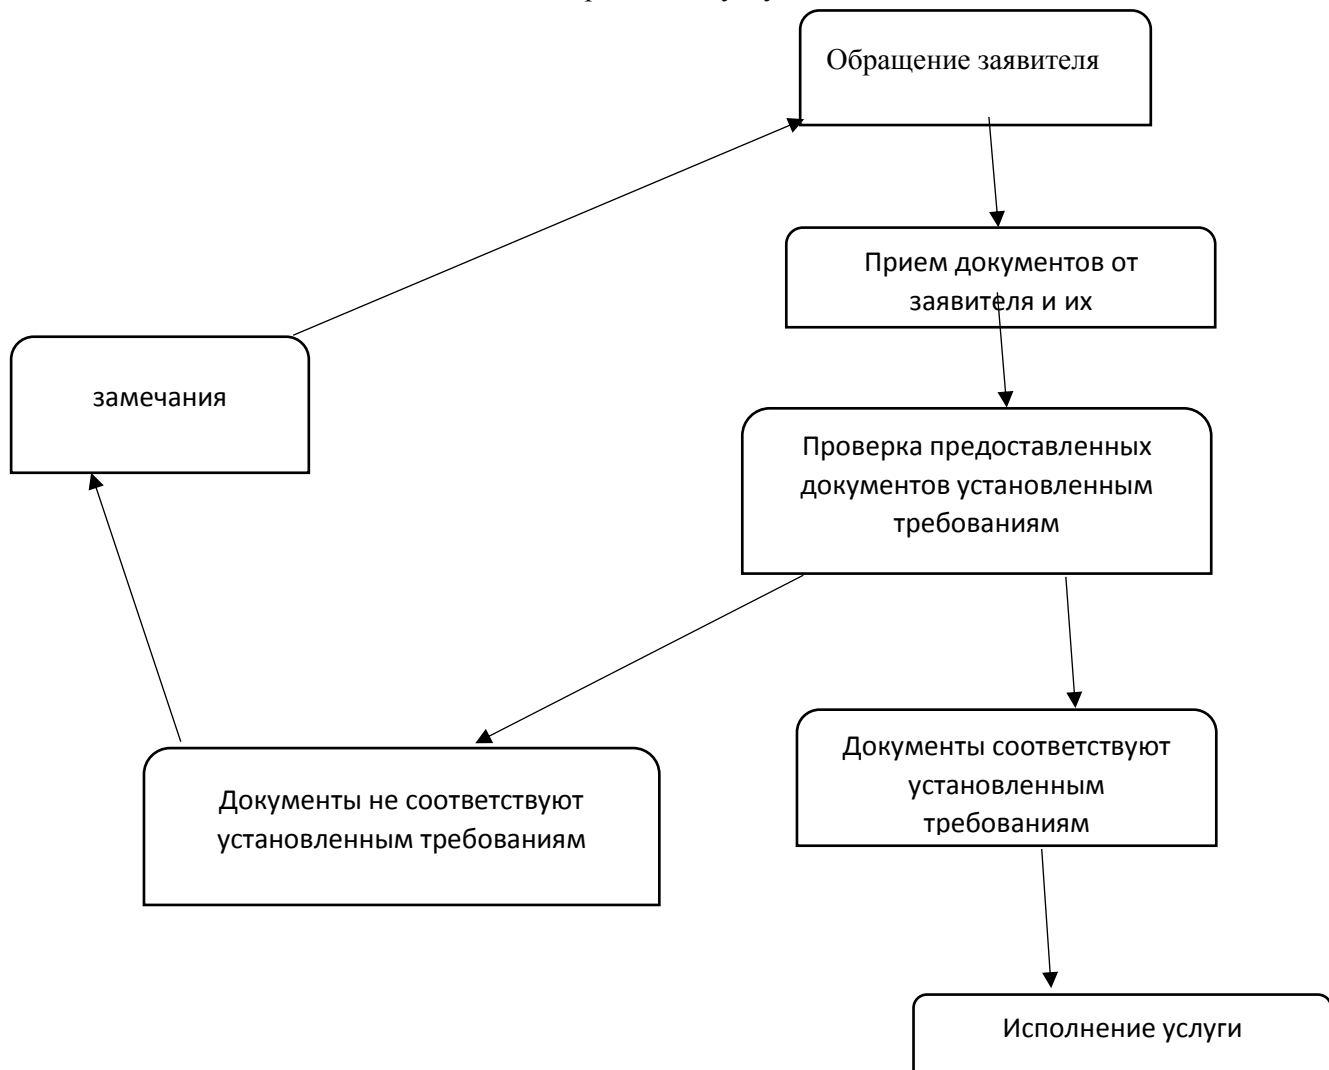 Обращение заявителя
Прием документов от
заявителя и их
замечания
Проверка предоставленных
документов установленным
требованиям
Документы соответствуют
установленным
требованиям
Документы не соответствуют
установленным требованиям
Исполнение услуги